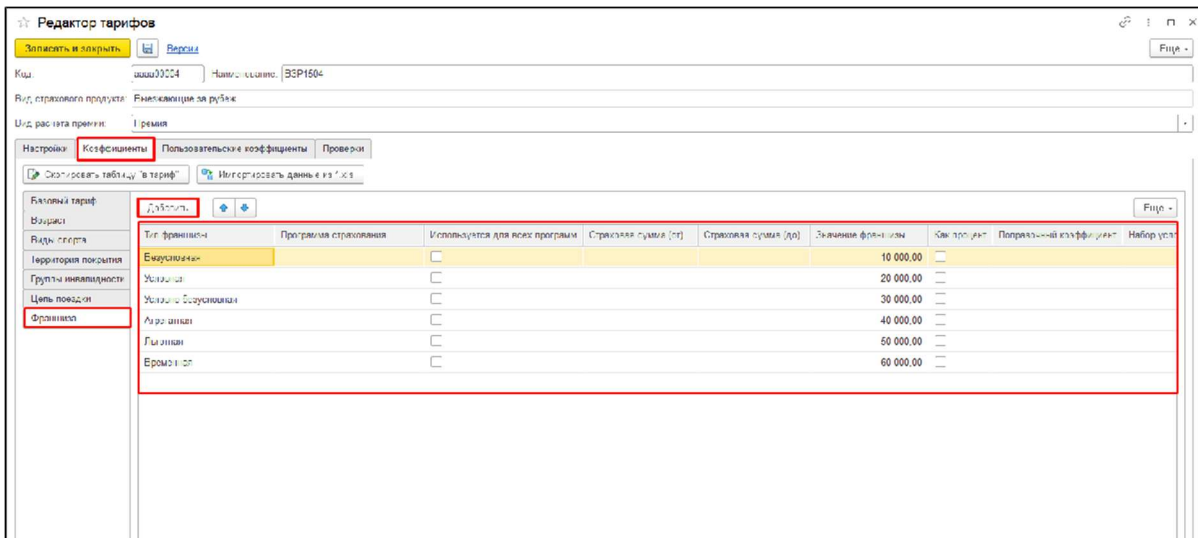 Редактор тарифов
Записать и закрыть Версии Еще
Код: Наименование: ВЗР1504
Вид страхового продукта: Выезжающие за рубеж
Вид расчета премии: Премия
Настройки Коэффициенты Пользовательские коэффициенты Проверки
Скопировать таблицу "в тариф" Импортировать данные из *.xls
Базовый тариф
Добавить Еще
Возраст
Виды спорта
Тип франшизы Программа страхования Используется для всех программ Страховая сумма (от) Страховая сумма (до) Значение франшизы Как процент Поправочный коэффициент Набор усло
Территория покрытия
Безусловная 10 000,00
Группы инвалидности
Условная 20 000,00
Цель поездки
Условно безусловная 30 000,00
Франшиза
Агрегатная 40 000,00
Льготная 50 000,00
Временная 60 000,00